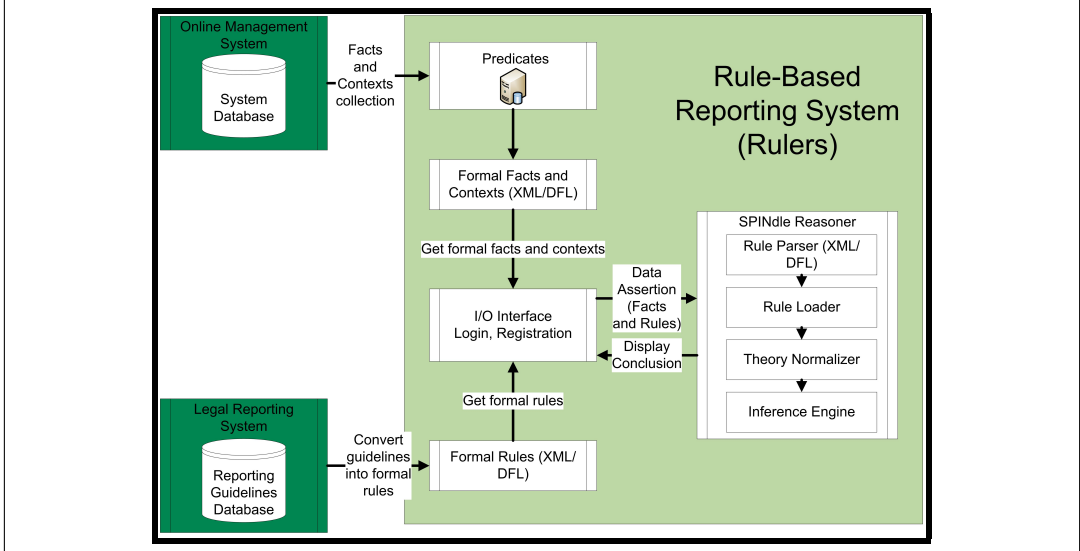 Online Management
System
System
Database
Facts
and
Contexts
collection
Predicates
Rule-Based
Reporting System
(Rulers)
Formal Facts and
Contexts (XML/DFL)
Get formal facts and contexts
I/O Interface
Login, Registration
Data
Assertion
(Facts
and Rules)
Display
Conclusion
SPINdle Reasoner
Rule Parser (XML/
DFL)
Rule Loader
Theory Normalizer
Inference Engine
Get formal rules
Legal Reporting
System
Reporting
Guidelines
Database
Convert
guidelines
into formal
rules
Formal Rules (XML/
DFL)